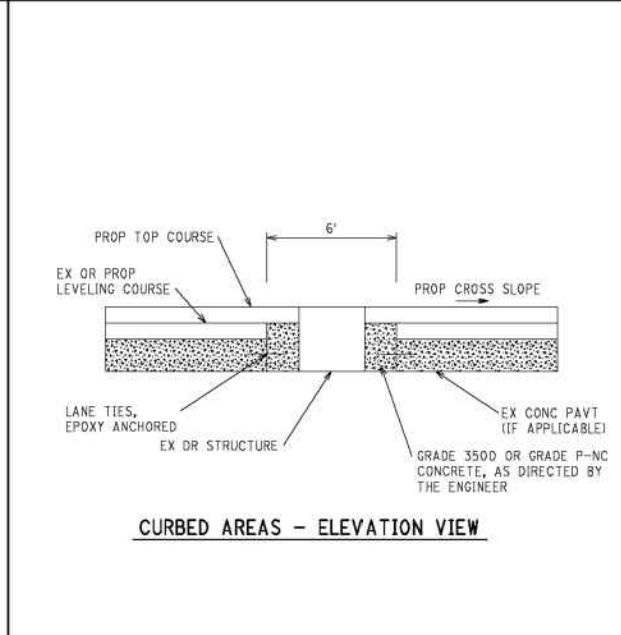 6'
PROP TOP COURSE
EX OR PROP
LEVELING COURSE
PROP CROSS SLOPE
LANE TIES,
EPOXY ANCHORED
EX DR STRUCTURE
EX CONC PAVT
(IF APPLICABLE)
GRADE 3500 OR GRADE P-NC
CONCRETE, AS DIRECTED BY
THE ENGINEER
CURBED AREAS - ELEVATION VIEW